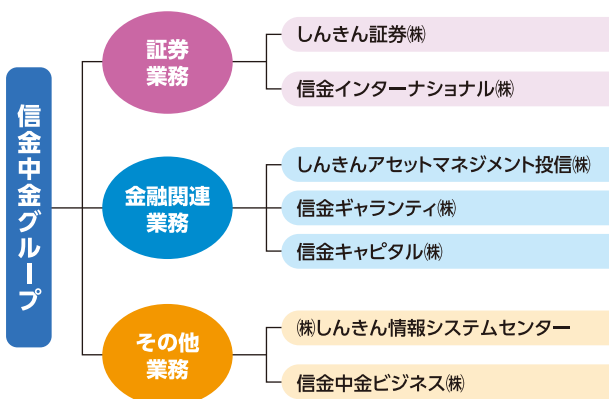 信金中金グループ
証券
業務
しんきん証券㈱
信金インターナショナル㈱
金融関連
業務
しんきんアセットマネジメント投信㈱
信金ギャランティ㈱
信金キャピタル㈱
その他
業務
㈱しんきん情報システムセンター
信金中金ビジネス㈱